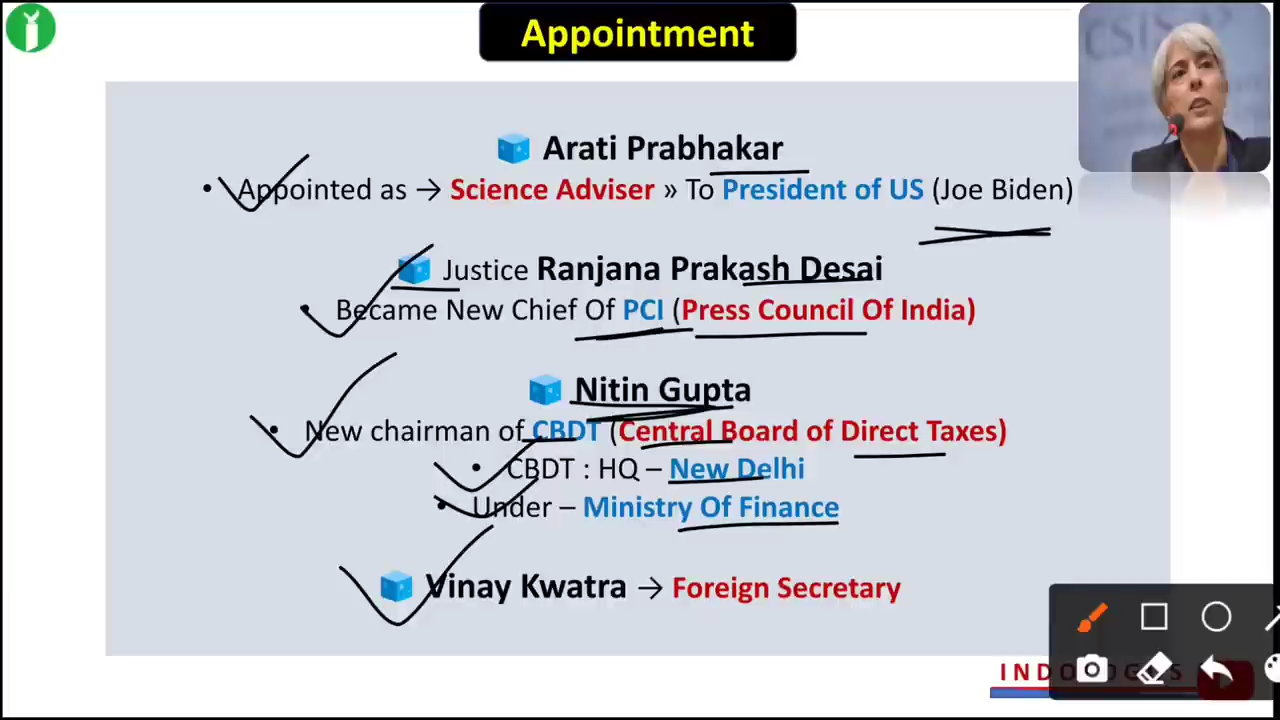 Appointment
CSIS
Arati Prabhakar
• Appointed as → Science Adviser » To President of US (Joe Biden)
Justice Ranjana Prakash Desai
• Became New Chief Of PCI (Press Council Of India)
Nitin Gupta
• New chairman of CBDT (Central Board of Direct Taxes)
• CBDT : HQ – New Delhi
• Under – Ministry Of Finance
Vinay Kwatra → Foreign Secretary